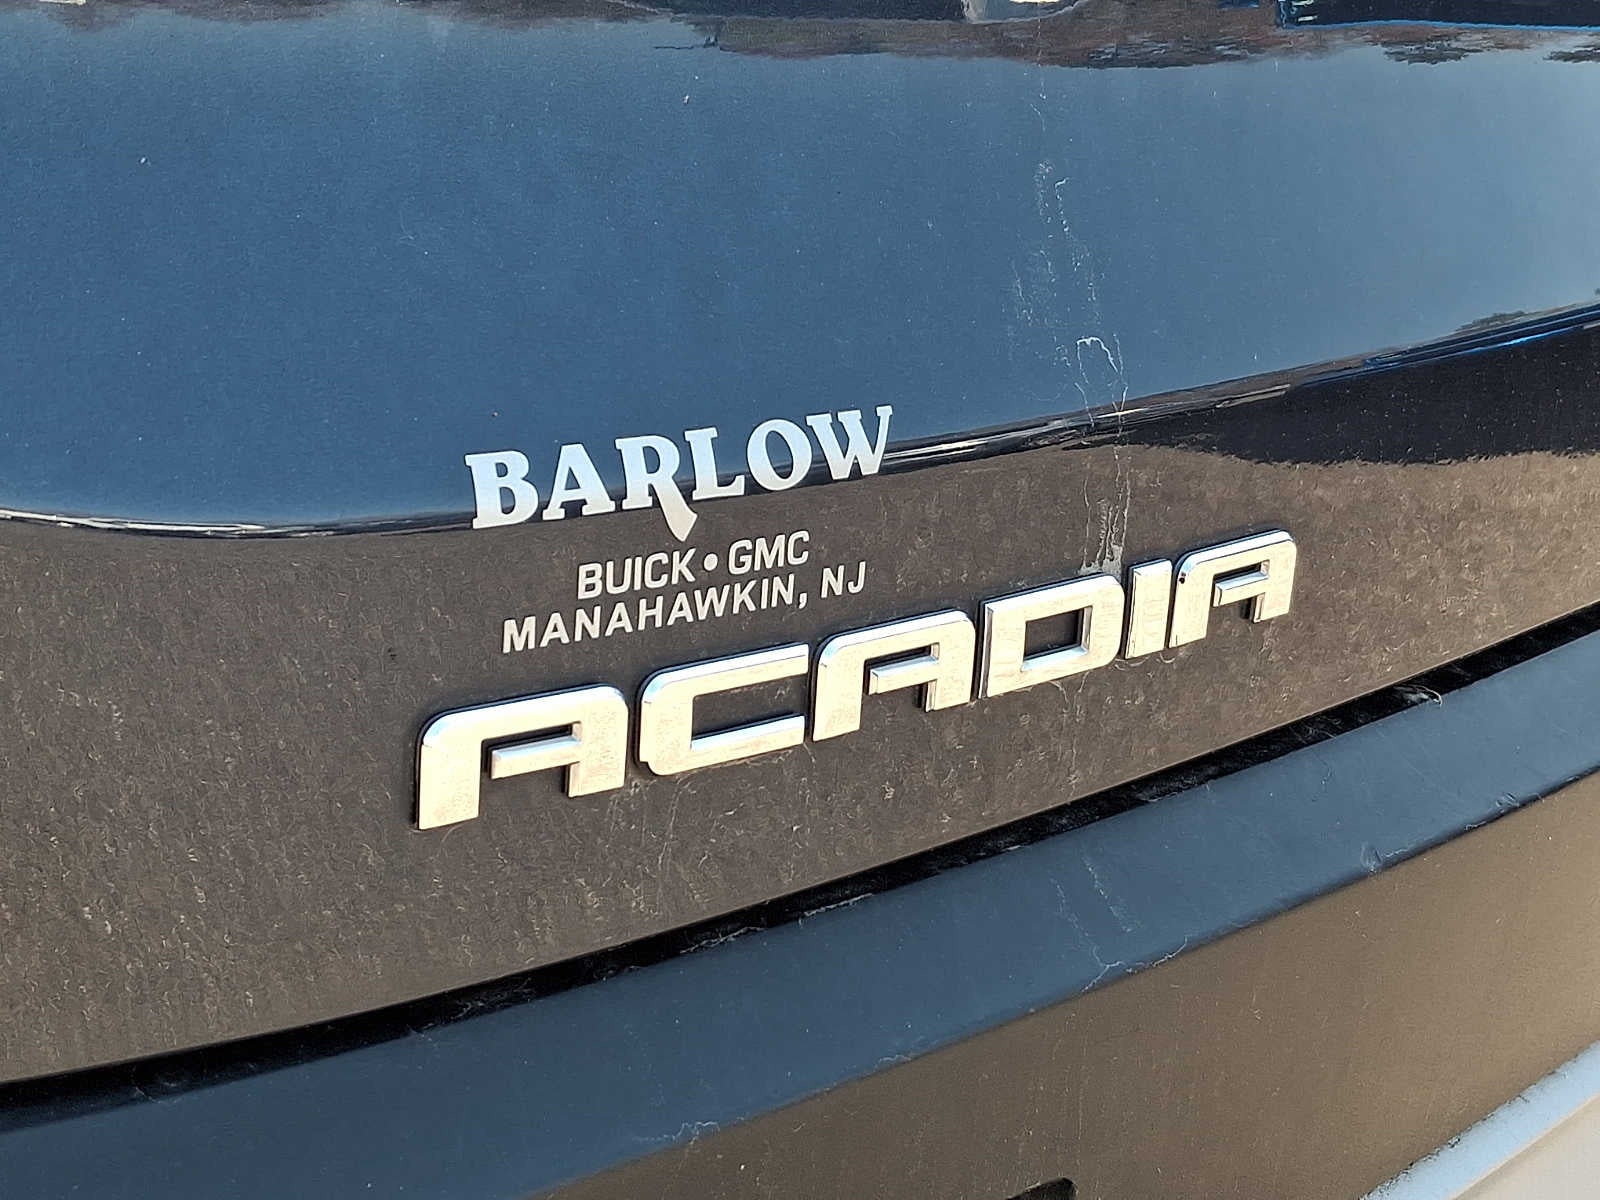 BARLOW
BUICK • GMC
MANAHAWKIN, NJ
ACADIA